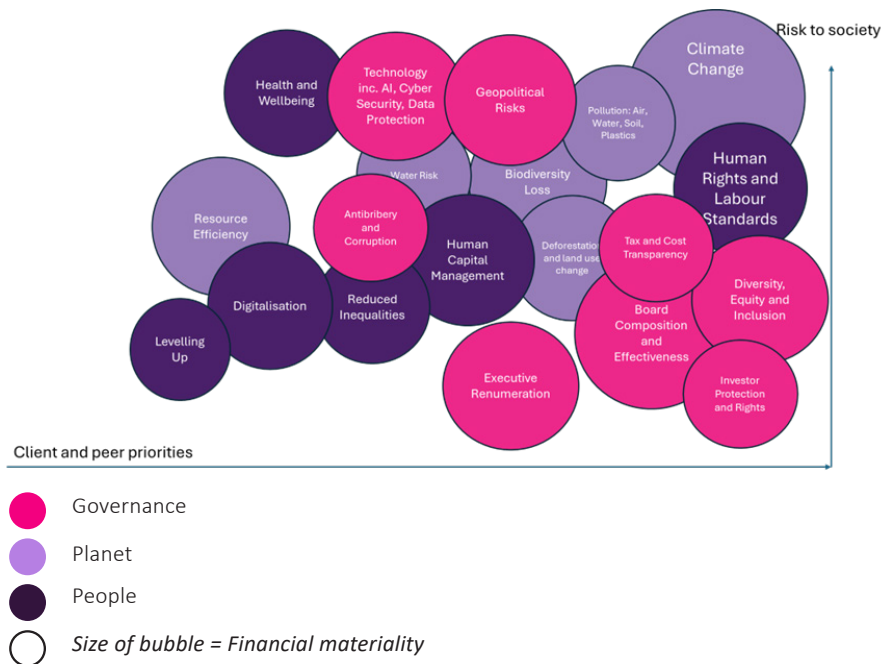 Risk to society
Climate
Change
Health and
Wellbeing
Technology
inc. AI, Cyber
Security, Data
Protection
Geopolitical
Risks
Pollution: Air,
Water, Soil,
Plastics
Human
Rights and
Labour
Standards
Water Risk
Biodiversity
Loss
Resource
Efficiency
Antibribery
and
Corruption
Human
Capital
Management
Deforestation
and land use
change
Tax and Cost
Transparency
Diversity,
Equity and
Inclusion
Digitalisation
Reduced
Inequalities
Board
Composition
and
Effectiveness
Levelling
Up
Executive
Renumeration
Investor
Protection
and Rights
Client and peer priorities
Governance
Planet
People
Size of bubble = Financial materiality